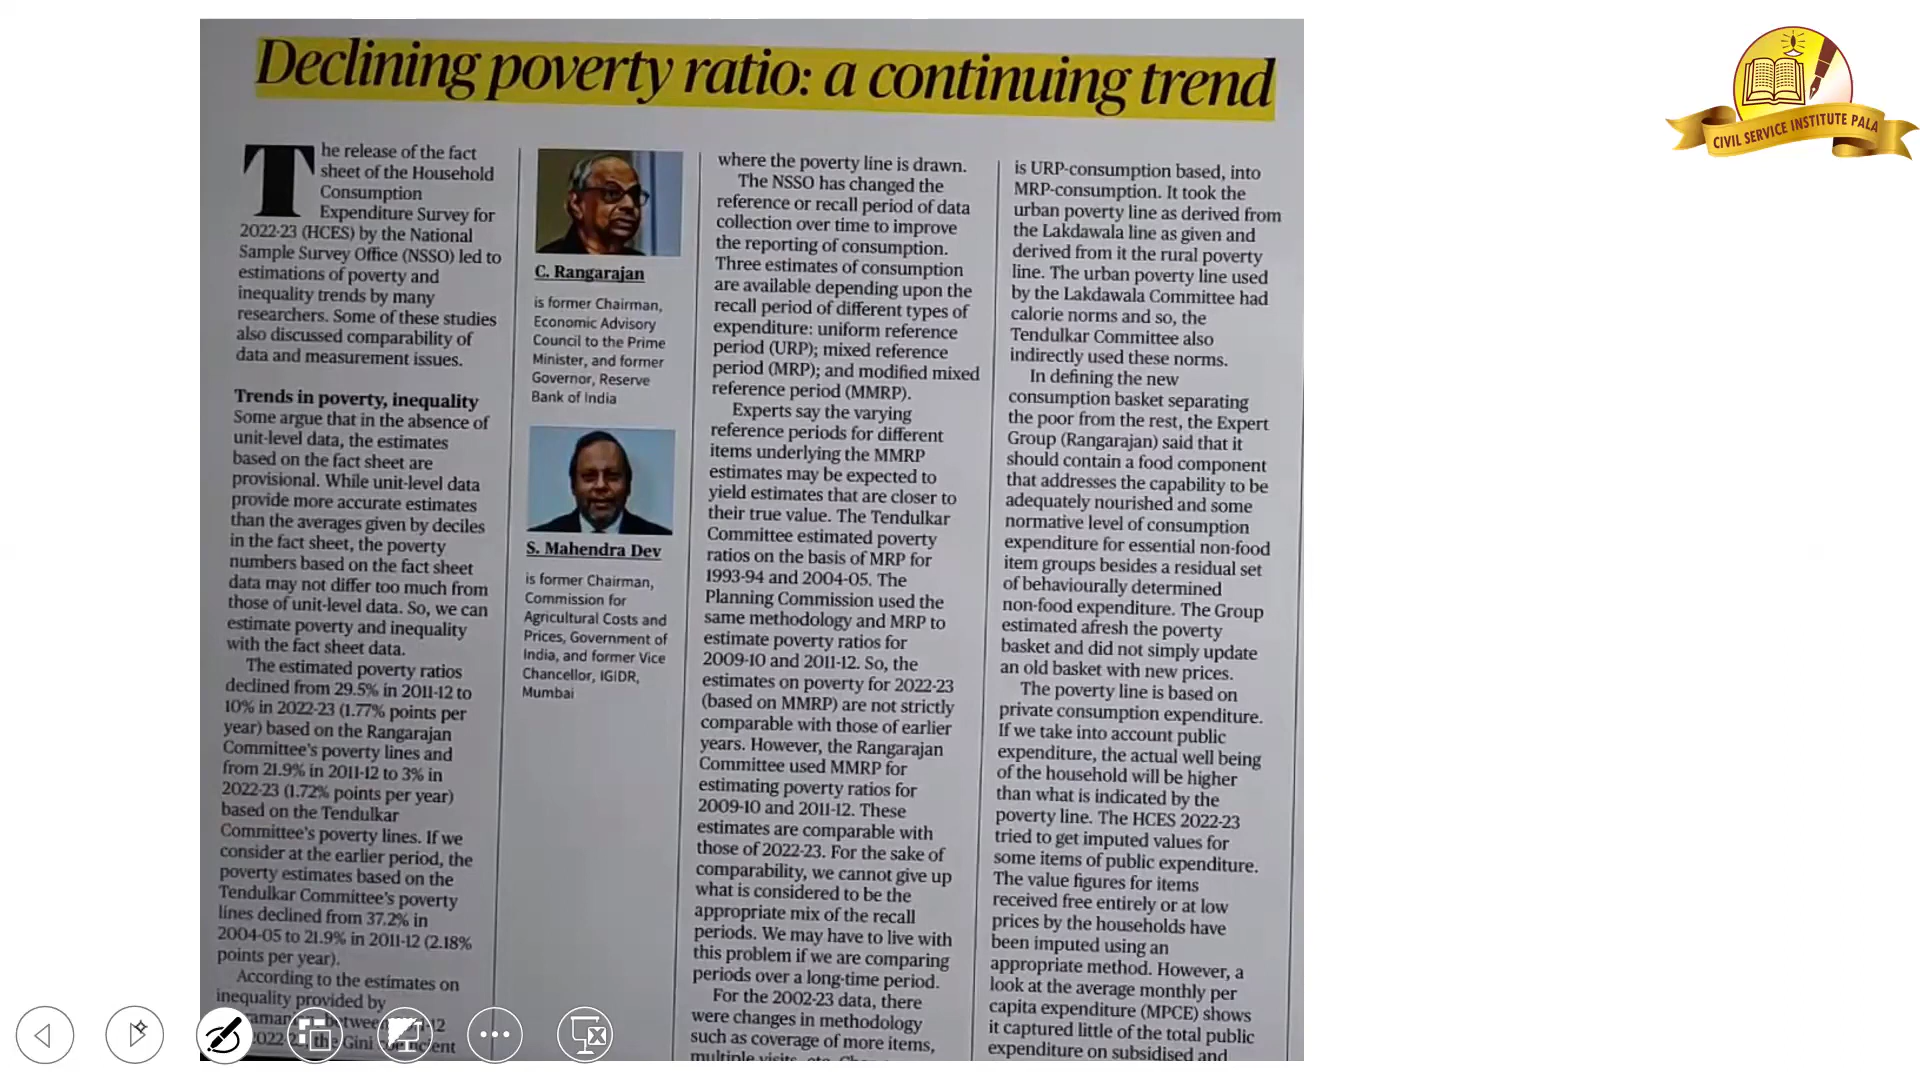 Declining poverty ratio: a continuing trend
The release of the fact
sheet of the Household
Consumption
Expenditure Survey for
2022-23 (HCES) by the National
Sample Survey Office (NSSO) led to
estimations of poverty and
inequality trends by many
researchers. Some of these studies
also discussed comparability of
data and measurement issues.
Trends in poverty, inequality
Some argue that in the absence of
unit-level data, the estimates
based on the fact sheet are
provisional. While unit-level data
provide more accurate estimates
than the averages given by deciles
in the fact sheet, the poverty
numbers based on the fact sheet
data may not differ too much from
those of unit-level data. So, we can
estimate poverty and inequality
with the fact sheet data.
The estimated poverty ratios
declined from 29.5% in 2011-12 to
10% in 2022-23 (1.77% points per
year) based on the Rangarajan
Committee's poverty lines and
from 21.9% in 2011-12 to 3% in
2022-23 (1.72% points per year)
based on the Tendulkar
Committee's poverty lines. If we
consider at the earlier period, the
poverty estimates based on the
Tendulkar Committee's poverty
lines declined from 37.2% in
2004-05 to 21.9% in 2011-12 (2.18%
points per year).
According to the estimates on
inequality provided by
the Gini
C. Rangarajan
is former Chairman,
Economic Advisory
Council to the Prime
Minister, and former
Governor, Reserve
Bank of India
S. Mahendra Dev
is former Chairman,
Commission for
Agricultural Costs and
Prices, Government of
India, and former Vice
Chancellor, IGIDR,
Mumbai
where the poverty line is drawn.
The NSSO has changed the
reference or recall period of data
collection over time to improve
the reporting of consumption.
Three estimates of consumption
are available depending upon the
recall period of different types of
expenditure: uniform reference
period (URP); mixed reference
period (MRP); and modified mixed
reference period (MMRP).
Experts say the varying
reference periods for different
items underlying the MMRP
estimates may be expected to
yield estimates that are closer to
their true value. The Tendulkar
Committee estimated poverty
ratios on the basis of MRP for
1993-94 and 2004-05. The
Planning Commission used the
same methodology and MRP to
estimate poverty ratios for
2009-10 and 2011-12. So, the
estimates on poverty for 2022-23
(based on MMRP) are not strictly
comparable with those of earlier
years. However, the Rangarajan
Committee used MMRP for
estimating poverty ratios for
2009-10 and 2011-12. These
estimates are comparable with
those of 2022-23. For the sake of
comparability, we cannot give up
what is considered to be the
appropriate mix of the recall
periods. We may have to live with
this problem if we are comparing
periods over a long-time period.
For the 2002-23 data, there
were changes in methodology
such as coverage of more items,
multiple visits, etc.
is URP-consumption based, into
MRP-consumption. It took the
urban poverty line as derived from
the Lakdawala line as given and
derived from it the rural poverty
line. The urban poverty line used
by the Lakdawala Committee had
calorie norms and so, the
Tendulkar Committee also
indirectly used these norms.
In defining the new
consumption basket separating
the poor from the rest, the Expert
Group (Rangarajan) said that it
should contain a food component
that addresses the capability to be
adequately nourished and some
normative level of consumption
expenditure for essential non-food
item groups besides a residual set
of behaviourally determined
non-food expenditure. The Group
estimated afresh the poverty
basket and did not simply update
an old basket with new prices.
The poverty line is based on
private consumption expenditure.
If we take into account public
expenditure, the actual well being
of the household will be higher
than what is indicated by the
poverty line. The HCES 2022-23
tried to get imputed values for
some items of public expenditure.
The value figures for items
received free entirely or at low
prices by the households have
been imputed using an
appropriate method. However, a
look at the average monthly per
capita expenditure (MPCE) shows
it captured little of the total public
expenditure on subsidised and
CIVIL SERVICE INSTITUTE PALA